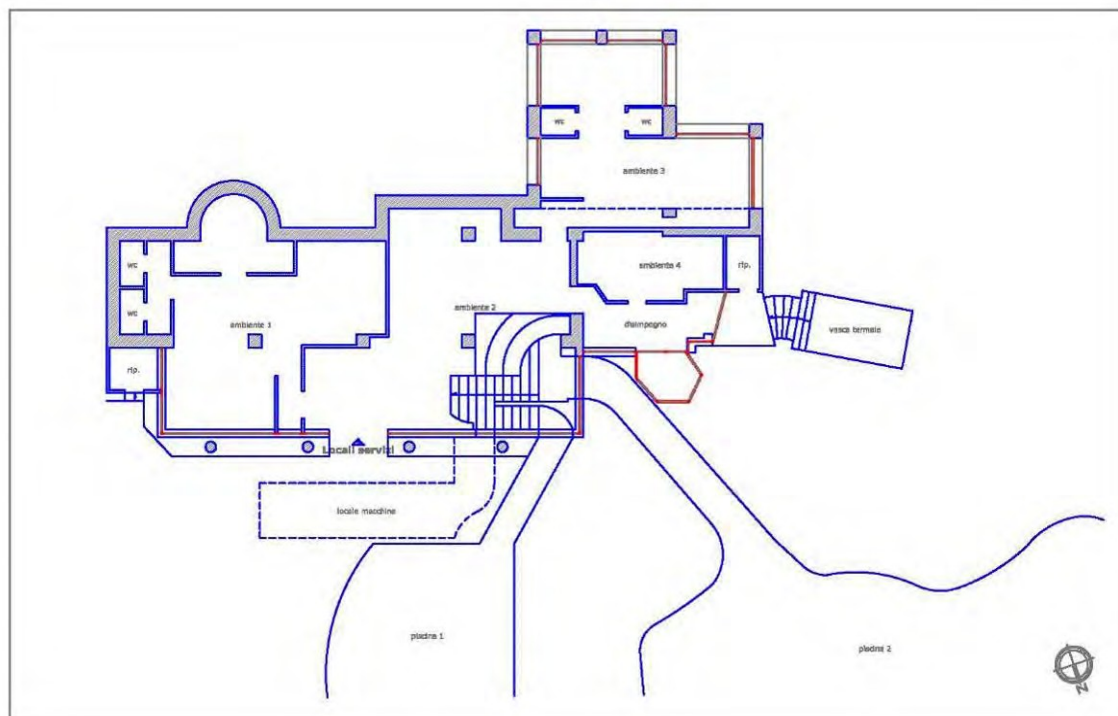 wc
wc
ambiente 3
wc
wc
ambiente 4
rip.
ambiente 1
ambiente 2
disimpegno
vasca termale
rip.
Locali servizi
locale macchine
piscina 1
piscina 2
N